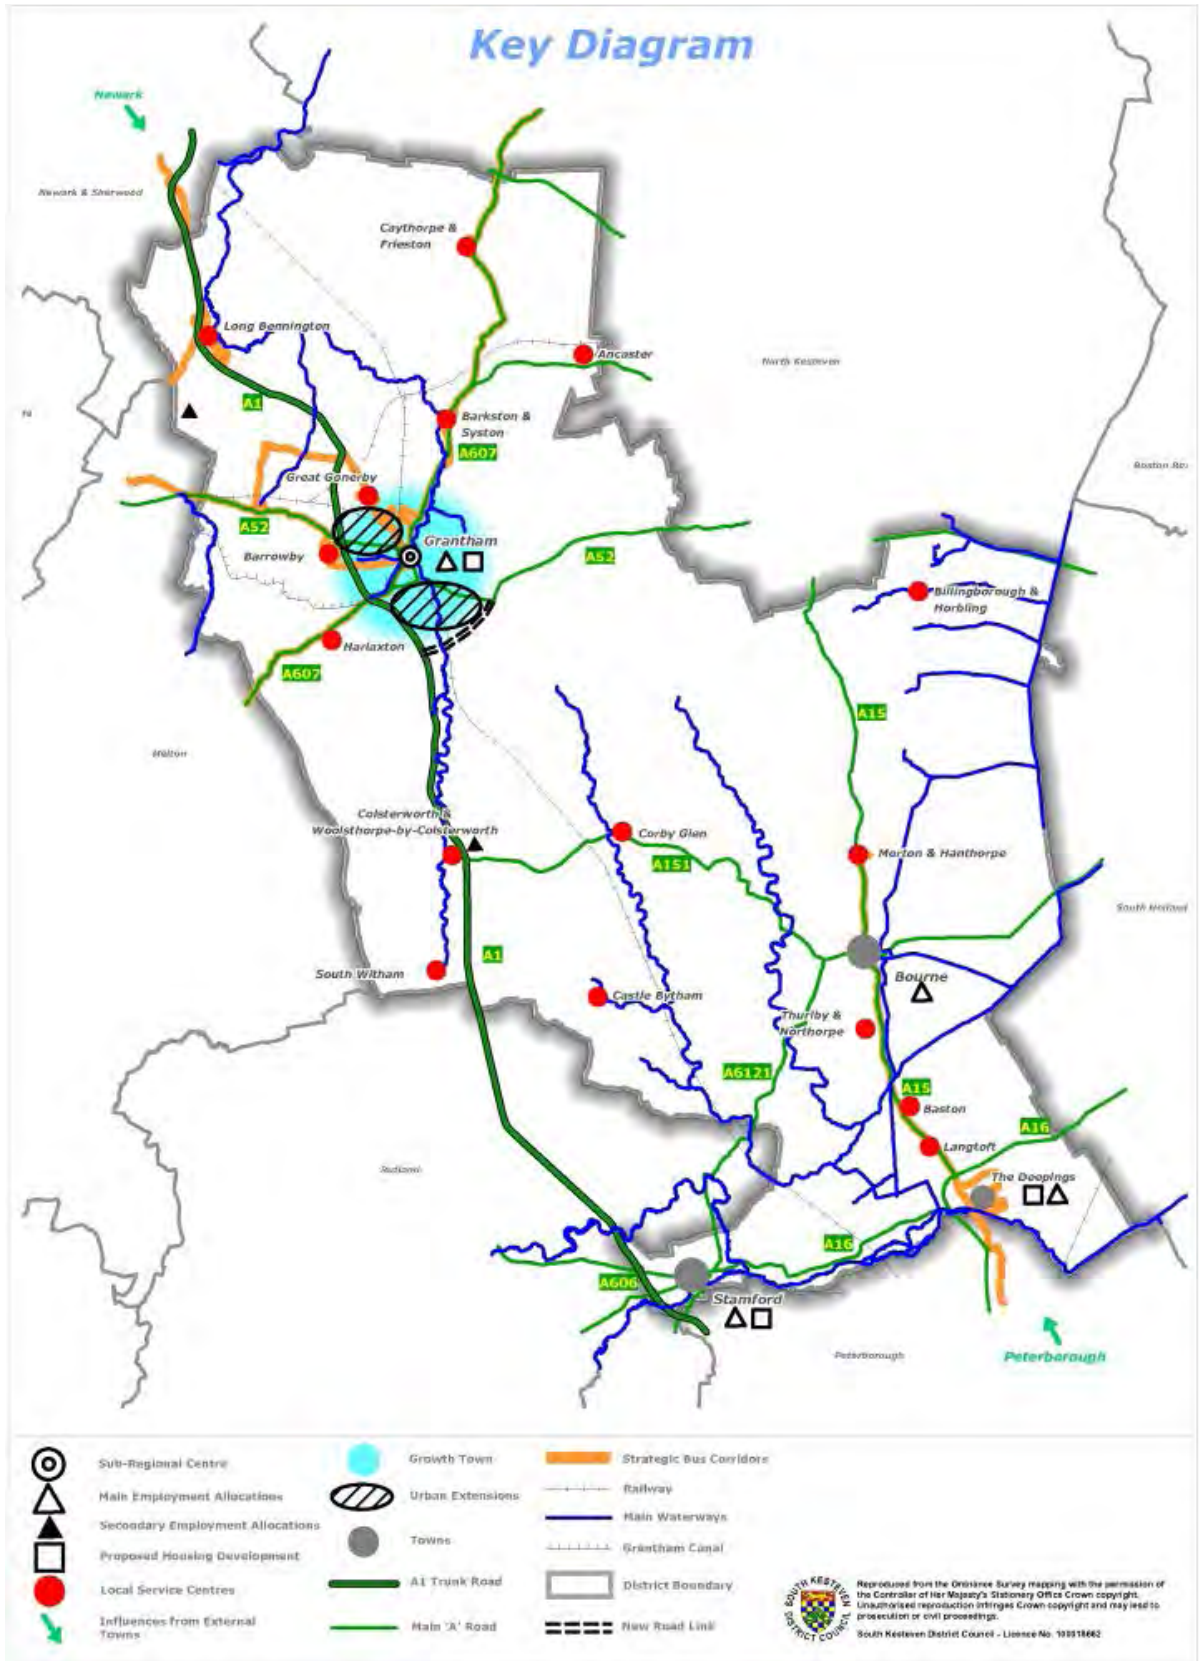 Key Diagram
Newark
Newark & Sherwood
Caythorpe &
Frieston
Long Bennington
Ancaster
North Kesteven
A1
Barkston &
Syston
A607
Great Gonerby
A52
Grantham
Barrowby
A52
Billingborough &
Horbling
Harlaxton
A607
A15
Melton
Colsterworth &
Woolsthorpe-by-Colsterworth
Corby Glen
A151
Morton & Hanthorpe
South Holland
A1
South Witham
Bourne
Castle Bytham
Thurlby &
Northorpe
A6121
A15
Baston
A16
Langtoft
Rutland
The Deepings
A16
A606
Stamford
Peterborough
Peterborough
Sub-Regional Centre
Main Employment Allocations
Secondary Employment Allocations
Proposed Housing Development
Local Service Centres
Influences from External
Towns
Growth Town
Urban Extensions
Towns
A1 Trunk Road
Main 'A' Road
Strategic Bus Corridors
Railway
Main Waterways
Grantham Canal
District Boundary
New Road Link
SOUTH KESTEVEN
DISTRICT COUNCIL
Reproduced from the Ordnance Survey mapping with the permission of
the Controller of Her Majesty's Stationery Office Crown copyright.
Unauthorised reproduction infringes Crown copyright and may lead to
prosecution or civil proceedings.
South Kesteven District Council - Licence No. 100018662